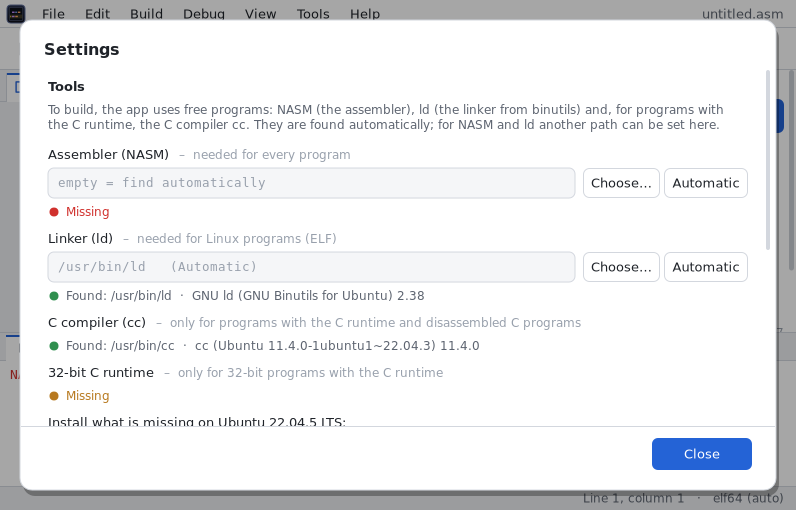 File Edit Build Debug View Tools Help untitled.asm
Settings
Tools
To build, the app uses free programs: NASM (the assembler), ld (the linker from binutils) and, for programs with
the C runtime, the C compiler cc. They are found automatically; for NASM and ld another path can be set here.
Assembler (NASM) – needed for every program
empty = find automatically
Choose... Automatic
Missing
Linker (ld) – needed for Linux programs (ELF)
/usr/bin/ld (Automatic)
Choose... Automatic
Found: /usr/bin/ld · GNU ld (GNU Binutils for Ubuntu) 2.38
C compiler (cc) – only for programs with the C runtime and disassembled C programs
Found: /usr/bin/cc · cc (Ubuntu 11.4.0-1ubuntu1~22.04.3) 11.4.0
32-bit C runtime – only for 32-bit programs with the C runtime
Missing
Install what is missing on Ubuntu 22.04.5 LTS:
Close
Line 1, column 1 · elf64 (auto)